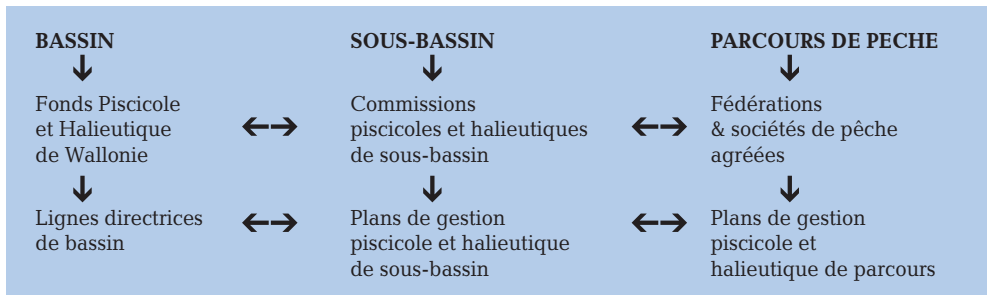 BASSIN
Fonds Piscicole
et Halieutique
de Wallonie
Lignes directrices
de bassin
SOUS-BASSIN
Commissions
piscicoles et halieutiques
de sous-bassin
Plans de gestion
piscicole et halieutique
de sous-bassin
PARCOURS DE PECHE
Fédérations
& sociétés de pêche
agréées
Plans de gestion
piscicole et
halieutique de parcours